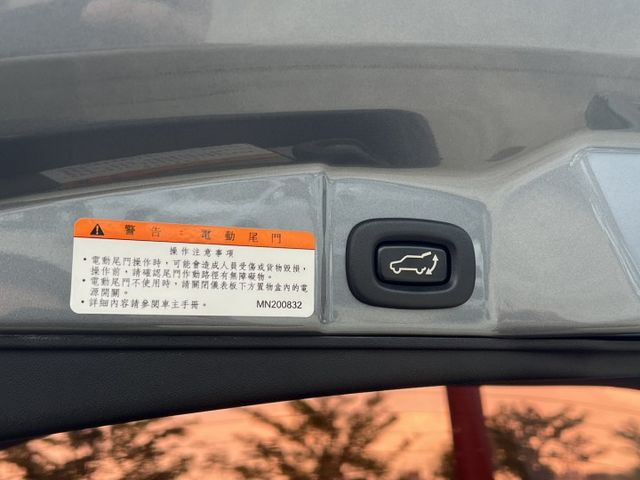 警告：電動尾門
操作注意事項
•電動尾門操作時，可能會造成人員受傷或貨物毀損，
操作前，請確認尾門作動路徑有無障礙物。
•電動尾門不使用時，請關閉儀表板下方置物盒內的電
源開關。
•詳細內容請參閱車主手冊。 MN200832